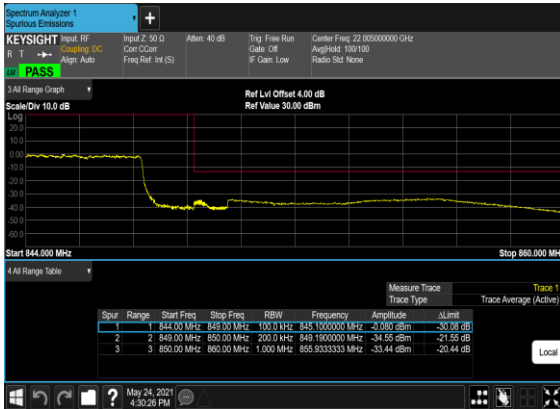 Spectrum Analyzer 1
Spurious Emissions
+
KEYSIGHT Input: RF Input Z: 50 Ω Atten: 40 dB Trig: Free Run Center Freq: 22.005000000 GHz
R T Coupling: DC Corr CCorr Gate: Off Avg|Hold: 100/100
Align: Auto Freq Ref: Int (S) IF Gain: Low Radio Std: None
PASS
3 All Range Graph
Ref Lvl Offset 4.00 dB
Scale/Div 10.0 dB Ref Value 30.00 dBm
Log
20.0
10.0
0.00
-10.0
-20.0
-30.0
-40.0
-50.0
-60.0
Start 844.000 MHz Stop 860.000 MH
4 All Range Table
Measure Trace Trace 1
Trace Type Trace Average (Active)
Spur Range Start Freq Stop Freq RBW Frequency Amplitude ΔLimit
1 1 844.00 MHz 849.00 MHz 100.0 kHz 845.1000000 MHz -0.080 dBm -30.08 dB
2 2 849.00 MHz 850.00 MHz 200.0 kHz 849.1900000 MHz -34.55 dBm -21.55 dB
3 3 850.00 MHz 860.00 MHz 1.000 MHz 855.9333333 MHz -33.44 dBm -20.44 dB
Local
? May 24, 2021
4:30:26 PM